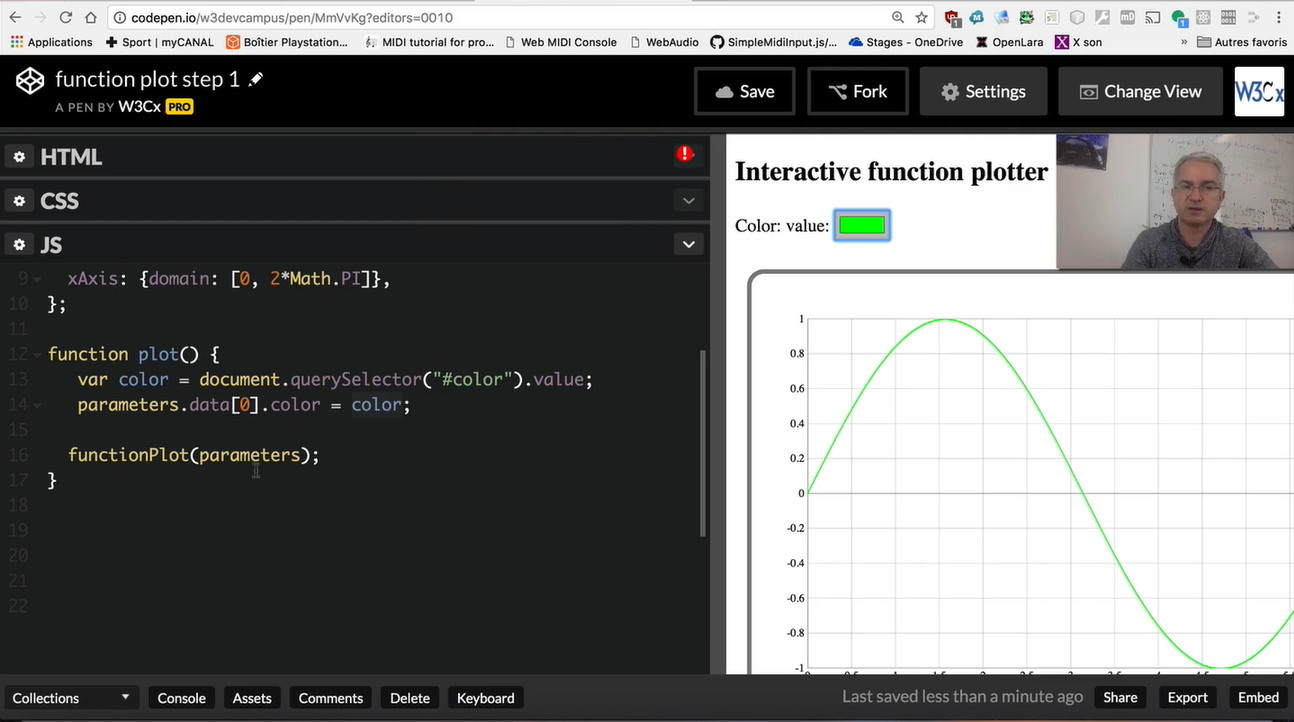 codepen.io/w3devcampus/pen/MmVvKg?editors=0010
Applications Sport | myCANAL Boîtier Playstation... MIDI tutorial for pro... Web MIDI Console WebAudio SimpleMidiInput.js/... Stages - OneDrive OpenLara X son » Autres favoris
function plot step 1
A PEN BY W3Cx PRO
Save Fork Settings Change View W3Cx
HTML
CSS
JS
9 xAxis: {domain: [0, 2*Math.PI]},
10 };
11
12 function plot() {
13 var color = document.querySelector("#color").value;
14 parameters.data[0].color = color;
15
16 functionPlot(parameters);
17 }
18
19
20
21
22
Interactive function plotter
Color: value:
1
0.8
0.6
0.4
0.2
0
-0.2
-0.4
-0.6
-0.8
-1
Collections Console Assets Comments Delete Keyboard Last saved less than a minute ago Share Export Embed